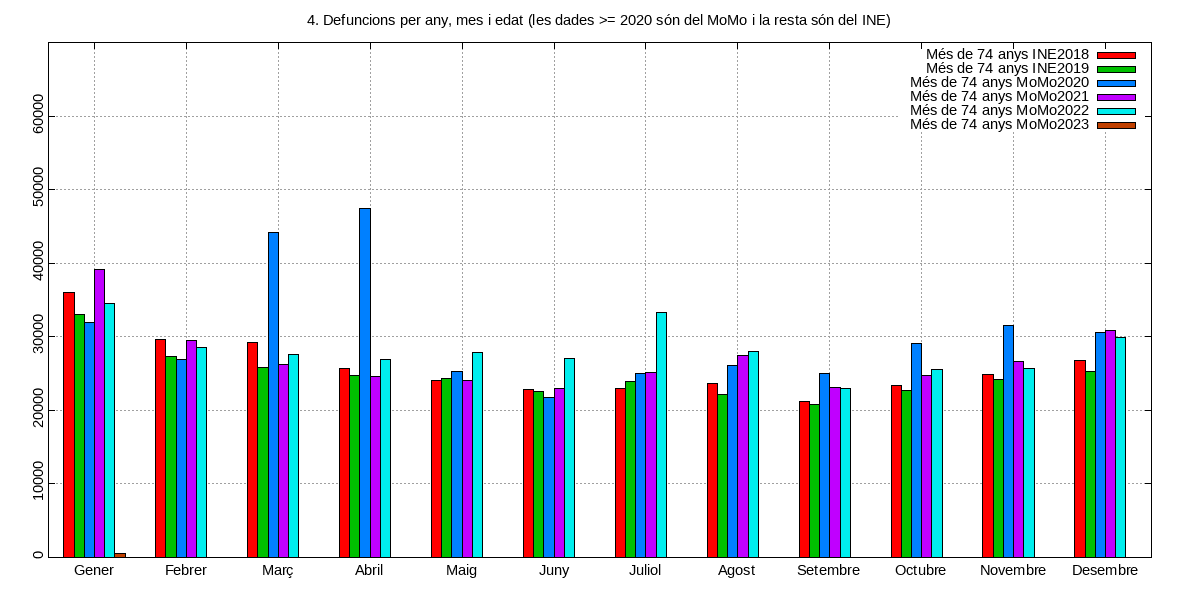 4. Defuncions per any, mes i edat (les dades >= 2020 són del MoMo i la resta són del INE)
Més de 74 anys INE2018
Més de 74 anys INE2019
Més de 74 anys MoMo2020
Més de 74 anys MoMo2021
Més de 74 anys MoMo2022
Més de 74 anys MoMo2023
60000
50000
40000
30000
20000
10000
0
Gener Febrer Març Abril Maig Juny Juliol Agost Setembre Octubre Novembre Desembre